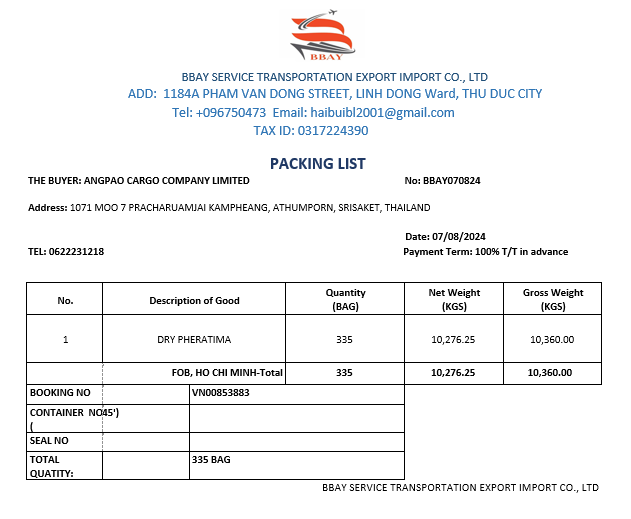 BBAY
BBAY SERVICE TRANSPORTATION EXPORT IMPORT CO., LTD
ADD: 1184A PHAM VAN DONG STREET, LINH DONG Ward, THU DUC CITY
Tel: +096750473 Email: haibuibl2001@gmail.com
TAX ID: 0317224390
PACKING LIST
THE BUYER: ANGPAO CARGO COMPANY LIMITED No: BBAY070824
Address: 1071 MOO 7 PRACHARUAMJAI KAMPHEANG, ATHUMPORN, SRISAKET, THAILAND
Date: 07/08/2024
TEL: 0622231218 Payment Term: 100% T/T in advance
No. Description of Good Quantity (BAG) Net Weight (KGS) Gross Weight (KGS)
1 DRY PHERATIMA 335 10,276.25 10,360.00
FOB, HO CHI MINH-Total 335 10,276.25 10,360.00
BOOKING NO VN00853883
CONTAINER NO45')
(
SEAL NO
TOTAL QUATITY: 335 BAG
BBAY SERVICE TRANSPORTATION EXPORT IMPORT CO., LTD